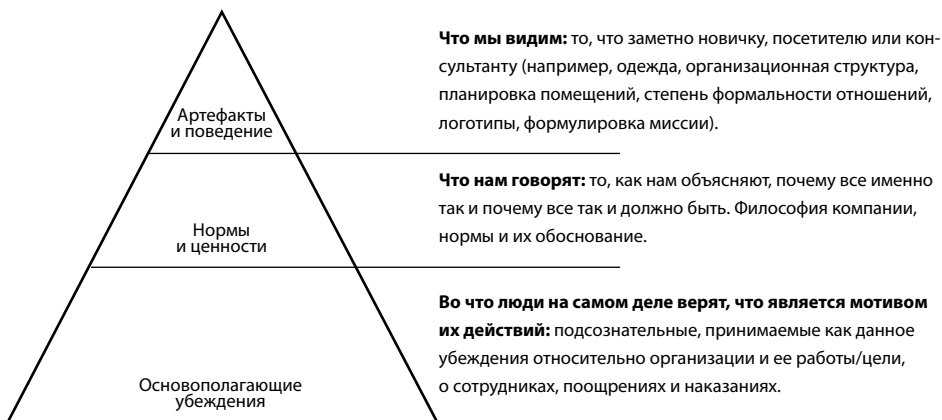 Что мы видим: то, что заметно новичку, посетителю или кон-
сультанту (например, одежда, организационная структура,
планировка помещений, степень формальности отношений,
логотипы, формулировка миссии).
Артефакты
и поведение
Что нам говорят: то, как нам объясняют, почему все именно
так и почему все так и должно быть. Философия компании,
нормы и их обоснование.
Нормы
и ценности
Во что люди на самом деле верят, что является мотивом
их действий: подсознательные, принимаемые как данное
убеждения относительно организации и ее работы/цели,
о сотрудниках, поощрениях и наказаниях.
Основополагающие
убеждения